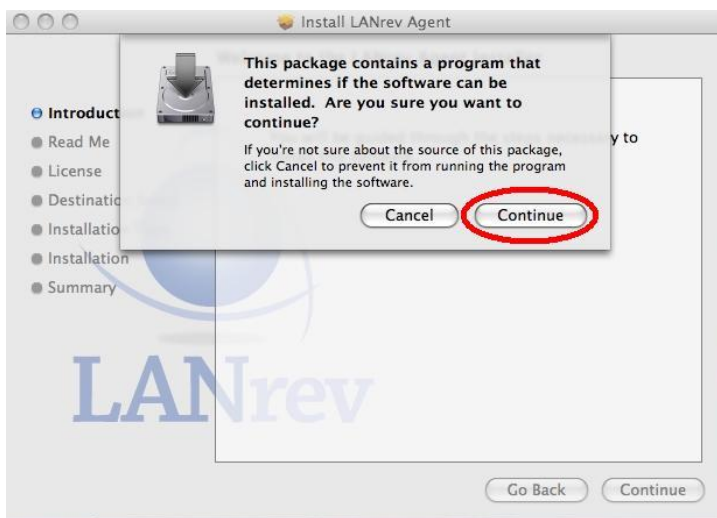 Install LANrev Agent
This package contains a program that
determines if the software can be
installed. Are you sure you want to
continue?
If you're not sure about the source of this package,
click Cancel to prevent it from running the program
and installing the software.
Cancel
Continue
Introduct
Read Me
License
Destinatio
Installatio
Installation
Summary
y to
LANrev
Go Back
Continue